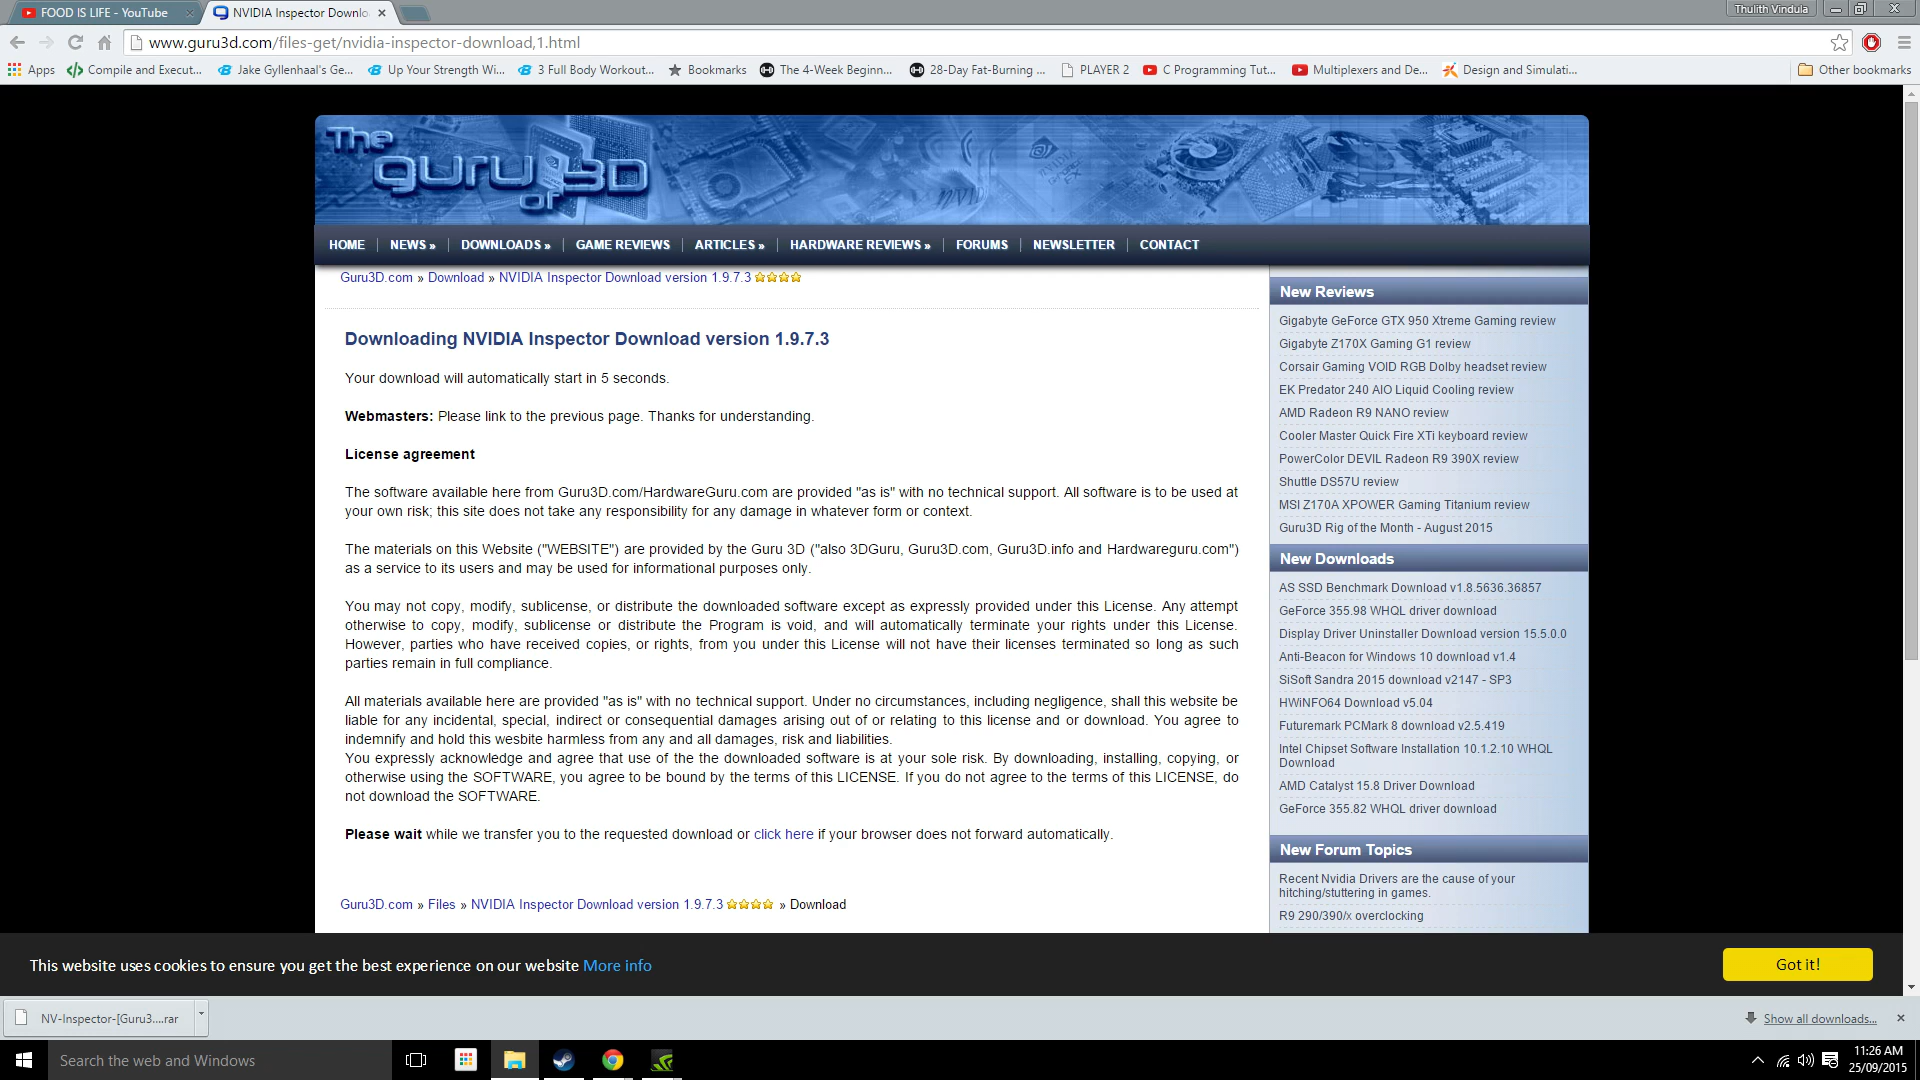 FOOD IS LIFE - YouTube
NVIDIA Inspector Downlo
Thulith Vindula
www.guru3d.com/files-get/nvidia-inspector-download,1.html
Apps
Compile and Execut...
Jake Gyllenhaal's Ge...
Up Your Strength Wi...
3 Full Body Workout...
Bookmarks
The 4-Week Beginn...
28-Day Fat-Burning ...
PLAYER 2
C Programming Tut...
Multiplexers and De...
Design and Simulati...
Other bookmarks
The
guru
of
3D
HOME
NEWS »
DOWNLOADS »
GAME REVIEWS
ARTICLES »
HARDWARE REVIEWS »
FORUMS
NEWSLETTER
CONTACT
Guru3D.com » Download » NVIDIA Inspector Download version 1.9.7.3
Downloading NVIDIA Inspector Download version 1.9.7.3
Your download will automatically start in 5 seconds.
Webmasters: Please link to the previous page. Thanks for understanding.
License agreement
The software available here from Guru3D.com/HardwareGuru.com are provided "as is" with no technical support. All software is to be used at
your own risk; this site does not take any responsibility for any damage in whatever form or context.
The materials on this Website ("WEBSITE") are provided by the Guru 3D ("also 3DGuru, Guru3D.com, Guru3D.info and Hardwareguru.com")
as a service to its users and may be used for informational purposes only.
You may not copy, modify, sublicense, or distribute the downloaded software except as expressly provided under this License. Any attempt
otherwise to copy, modify, sublicense or distribute the Program is void, and will automatically terminate your rights under this License.
However, parties who have received copies, or rights, from you under this License will not have their licenses terminated so long as such
parties remain in full compliance.
All materials available here are provided "as is" with no technical support. Under no circumstances, including negligence, shall this website be
liable for any incidental, special, indirect or consequential damages arising out of or relating to this license and or download. You agree to
indemnify and hold this wesbite harmless from any and all damages, risk and liabilities.
You expressly acknowledge and agree that use of the the downloaded software is at your sole risk. By downloading, installing, copying, or
otherwise using the SOFTWARE, you agree to be bound by the terms of this LICENSE. If you do not agree to the terms of this LICENSE, do
not download the SOFTWARE.
Please wait while we transfer you to the requested download or click here if your browser does not forward automatically.
Guru3D.com » Files » NVIDIA Inspector Download version 1.9.7.3 » Download
New Reviews
Gigabyte GeForce GTX 950 Xtreme Gaming review
Gigabyte Z170X Gaming G1 review
Corsair Gaming VOID RGB Dolby headset review
EK Predator 240 AIO Liquid Cooling review
AMD Radeon R9 NANO review
Cooler Master Quick Fire XTi keyboard review
PowerColor DEVIL Radeon R9 390X review
Shuttle DS57U review
MSI Z170A XPOWER Gaming Titanium review
Guru3D Rig of the Month - August 2015
New Downloads
AS SSD Benchmark Download v1.8.5636.36857
GeForce 355.98 WHQL driver download
Display Driver Uninstaller Download version 15.5.0.0
Anti-Beacon for Windows 10 download v1.4
SiSoft Sandra 2015 download v2147 - SP3
HWiNFO64 Download v5.04
Futuremark PCMark 8 download v2.5.419
Intel Chipset Software Installation 10.1.2.10 WHQL
Download
AMD Catalyst 15.8 Driver Download
GeForce 355.82 WHQL driver download
New Forum Topics
Recent Nvidia Drivers are the cause of your
hitching/stuttering in games.
R9 290/390/x overclocking
This website uses cookies to ensure you get the best experience on our website More info
Got it!
NV-Inspector-[Guru3....rar
Show all downloads...
Search the web and Windows
11:26 AM
25/09/2015